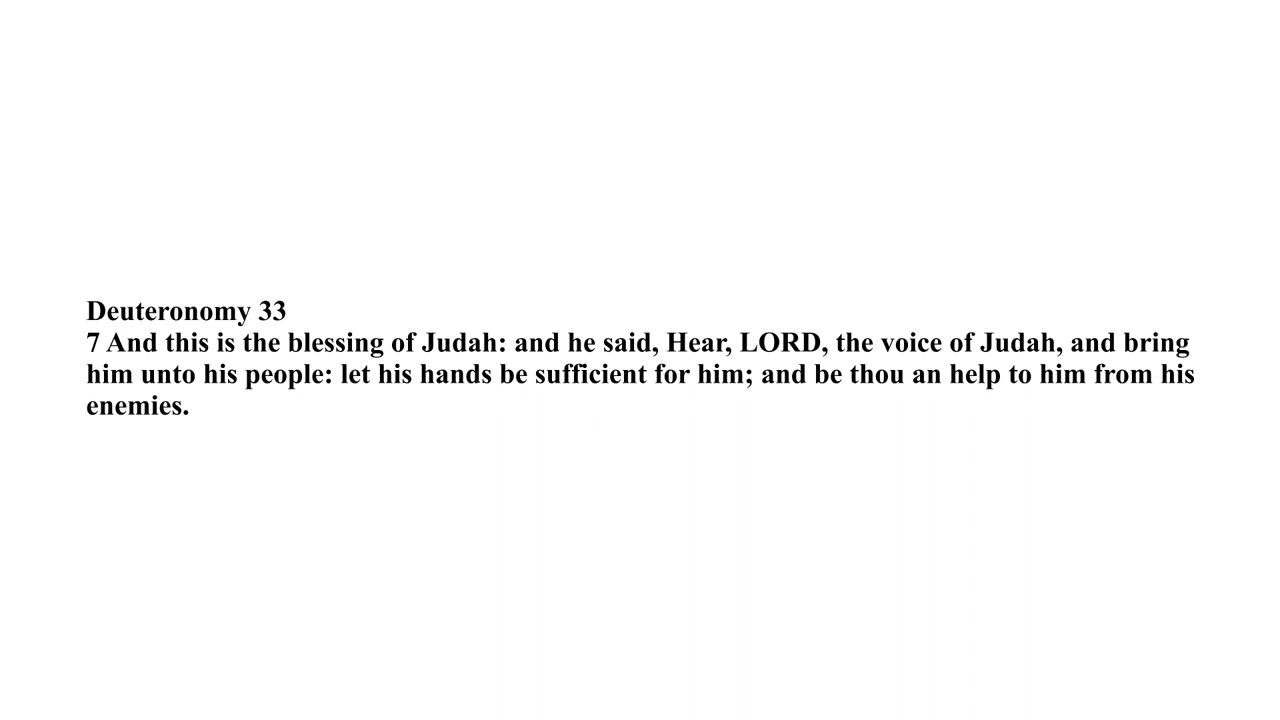 Deuteronomy 33
7 And this is the blessing of Judah: and he said, Hear, LORD, the voice of Judah, and bring
him unto his people: let his hands be sufficient for him; and be thou an help to him from his
enemies.